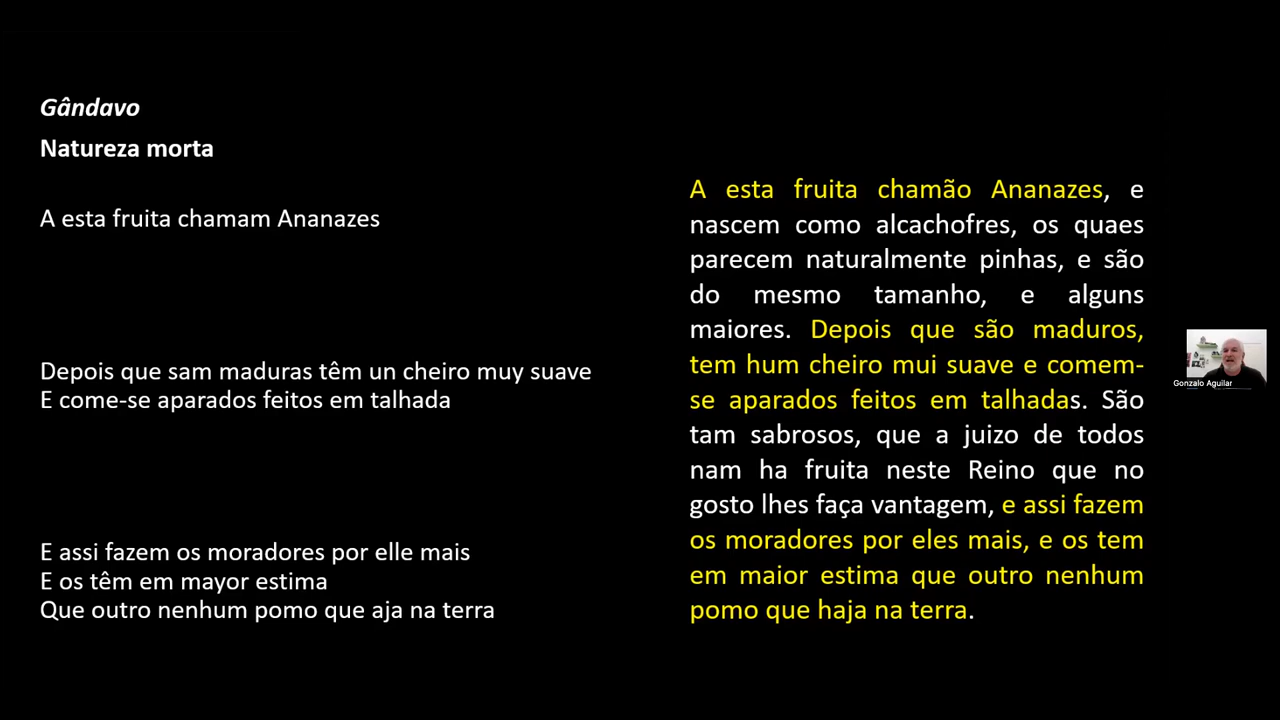 Gândavo
Natureza morta
A esta fruita chamam Ananazes
Depois que sam maduras têm un cheiro muy suave
E come-se aparados feitos em talhada
E assi fazem os moradores por elle mais
E os têm em mayor estima
Que outro nenhum pomo que aja na terra
A esta fruita chamão Ananazes, e
nascem como alcachofres, os quaes
parecem naturalmente pinhas, e são
do mesmo tamanho, e alguns
maiores. Depois que são maduros,
tem hum cheiro mui suave e comem-
se aparados feitos em talhadas. São
tam sabrosos, que a juizo de todos
nam ha fruita neste Reino que no
gosto lhes faça vantagem, e assi fazem
os moradores por eles mais, e os tem
em maior estima que outro nenhum
pomo que haja na terra.
Gonzalo Aguilar